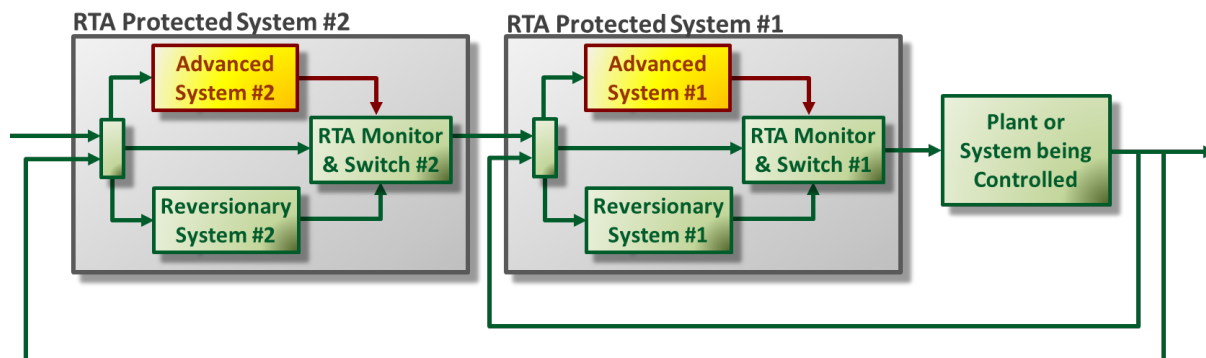 RTA Protected System #2
RTA Protected System #1
Advanced
System #2
RTA Monitor
& Switch #2
Reversionary
System #2
Advanced
System #1
RTA Monitor
& Switch #1
Reversionary
System #1
Plant or
System being
Controlled